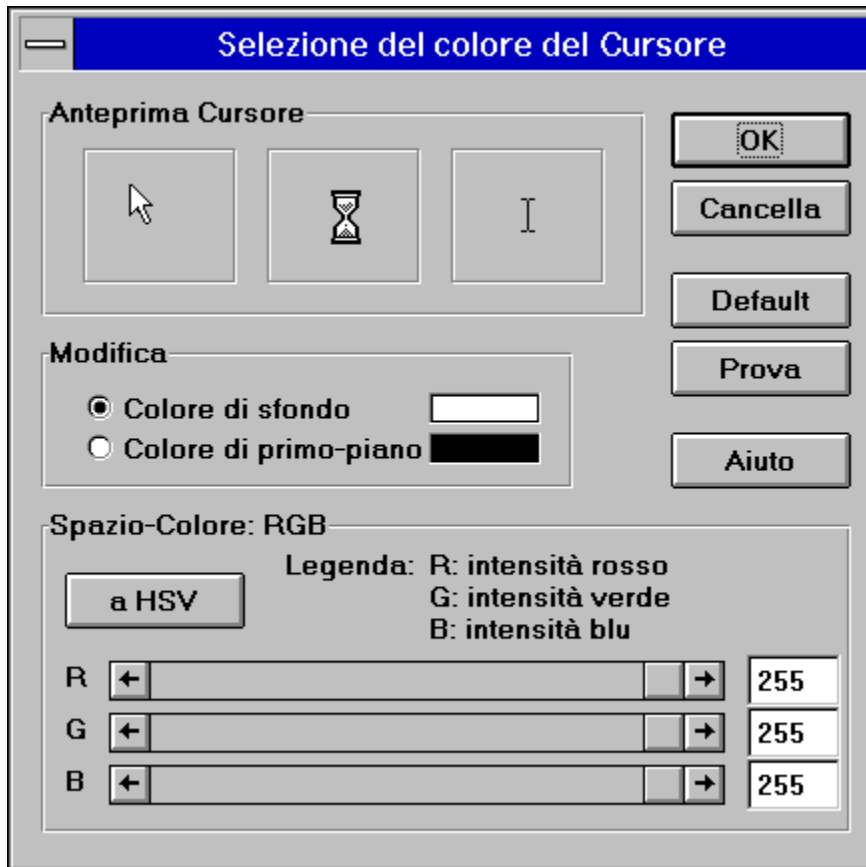 Selezione del colore del Cursore
Anteprima Cursore
OK
Cancella
Default
Prova
Aiuto
Modifica
Colore di sfondo
Colore di primo-piano
Spazio-Colore: RGB
a HSV
Legenda: R: intensità rosso
G: intensità verde
B: intensità blu
R 255
G 255
B 255